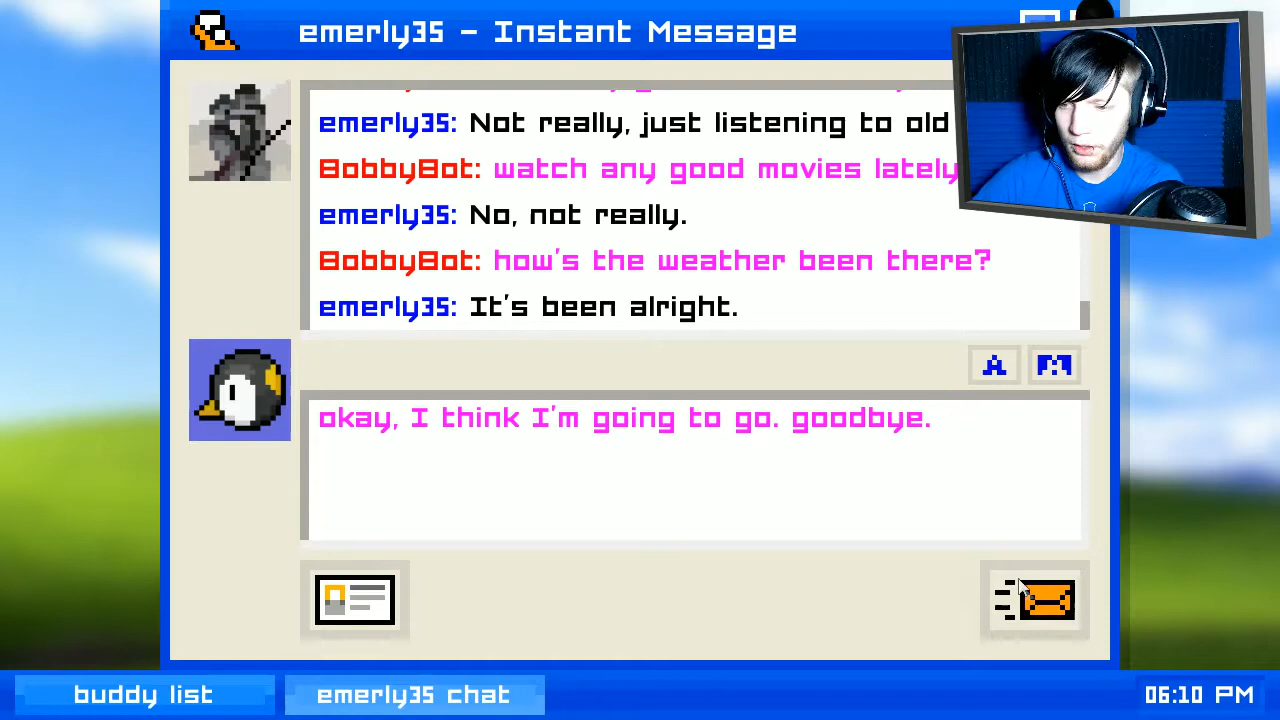 emerly35 - Instant Message
emerly35: Not really, just listening to old
BobbyBot: watch any good movies lately
emerly35: No, not really.
BobbyBot: how's the weather been there?
emerly35: It's been alright.
A
okay, I think I'm going to go. goodbye.
buddy list
emerly35 chat
06:10 PM